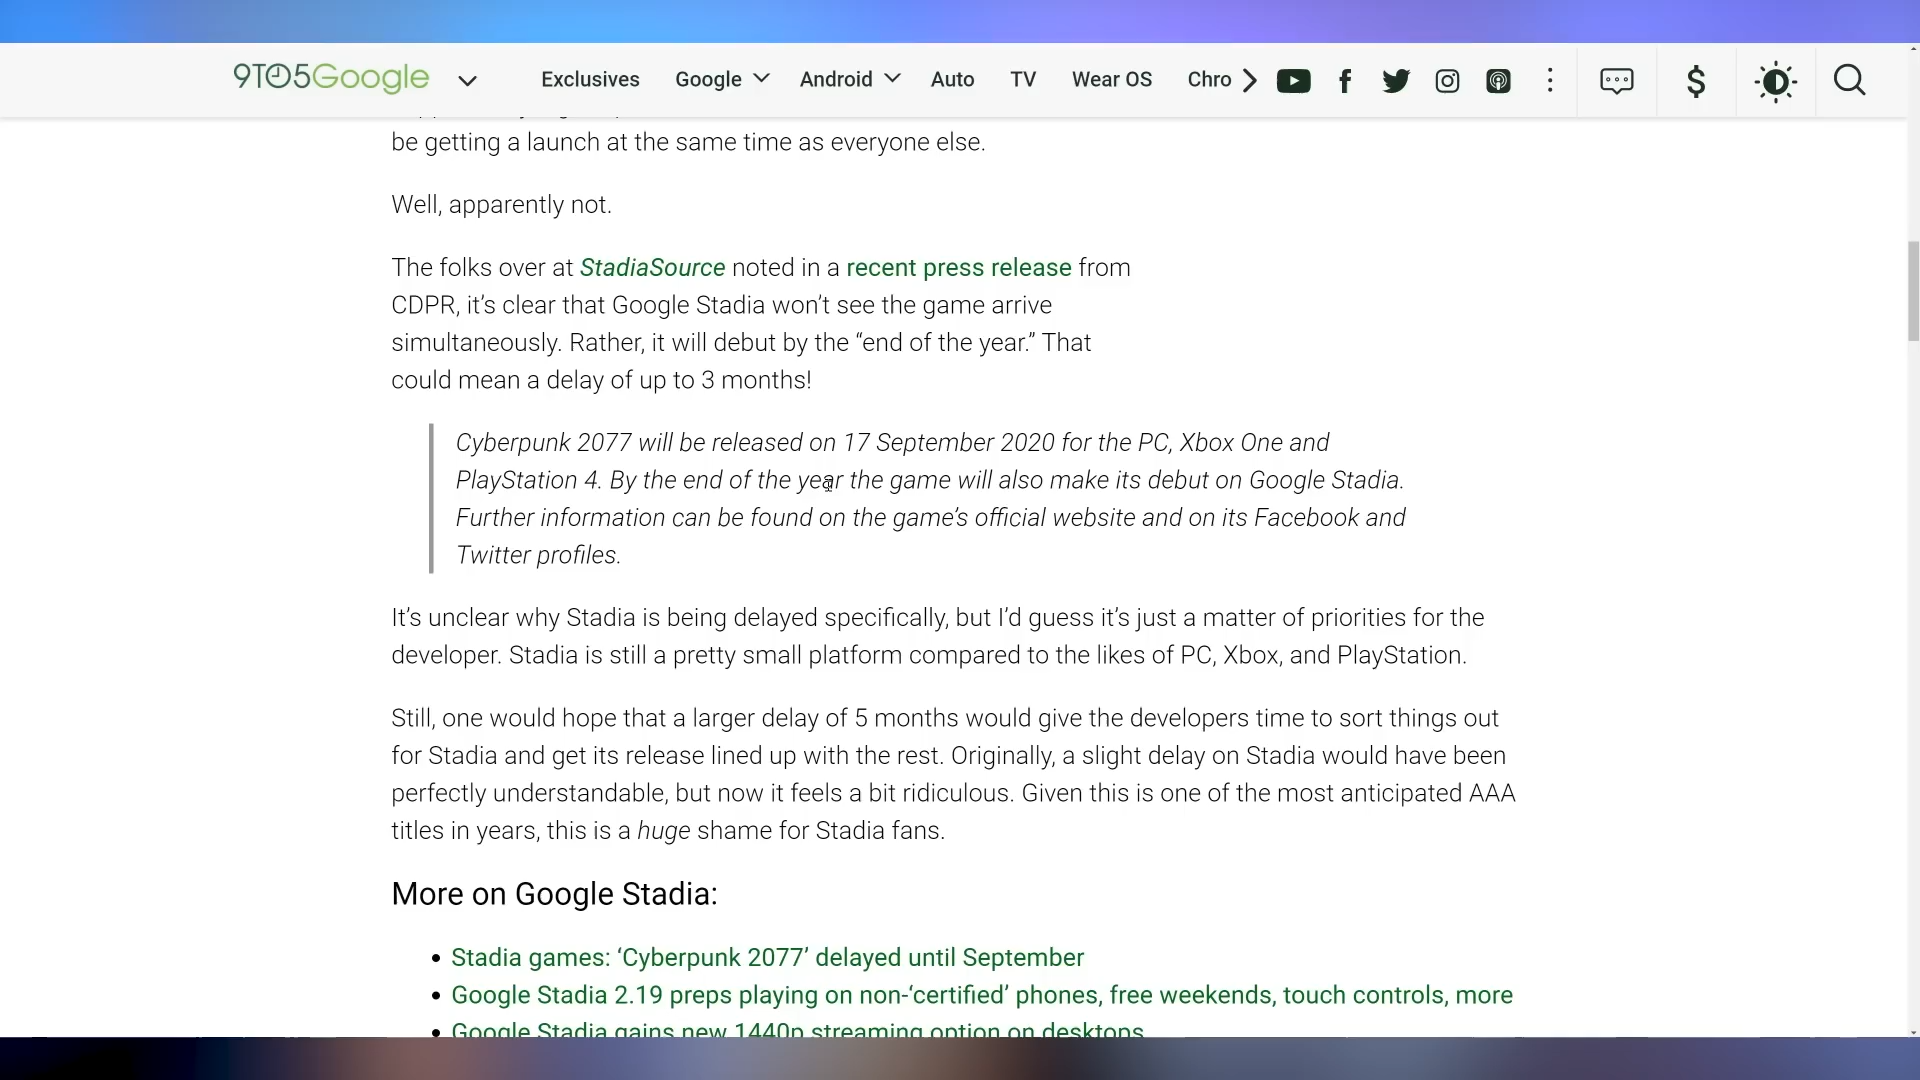 9TO5Google
Exclusives Google Android Auto TV Wear OS Chro
be getting a launch at the same time as everyone else.
Well, apparently not.
The folks over at StadiaSource noted in a recent press release from
CDPR, it’s clear that Google Stadia won’t see the game arrive
simultaneously. Rather, it will debut by the “end of the year.” That
could mean a delay of up to 3 months!
Cyberpunk 2077 will be released on 17 September 2020 for the PC, Xbox One and
PlayStation 4. By the end of the year the game will also make its debut on Google Stadia.
Further information can be found on the game’s official website and on its Facebook and
Twitter profiles.
It’s unclear why Stadia is being delayed specifically, but I’d guess it’s just a matter of priorities for the
developer. Stadia is still a pretty small platform compared to the likes of PC, Xbox, and PlayStation.
Still, one would hope that a larger delay of 5 months would give the developers time to sort things out
for Stadia and get its release lined up with the rest. Originally, a slight delay on Stadia would have been
perfectly understandable, but now it feels a bit ridiculous. Given this is one of the most anticipated AAA
titles in years, this is a huge shame for Stadia fans.
More on Google Stadia:
• Stadia games: ‘Cyberpunk 2077’ delayed until September
• Google Stadia 2.19 preps playing on non-‘certified’ phones, free weekends, touch controls, more
• Google Stadia gains new 1440p streaming option on desktops